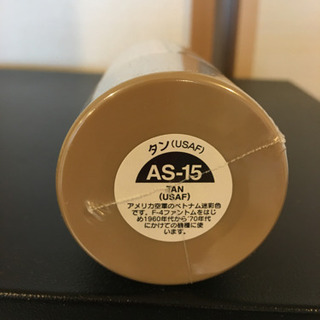 タン(USAF)
AS-15
TAN
(USAF)
アメリカ空軍のベトナム迷彩色
です。F-4ファントムをはじ
め1960年代から'70年代
にかけての機種に使
います。